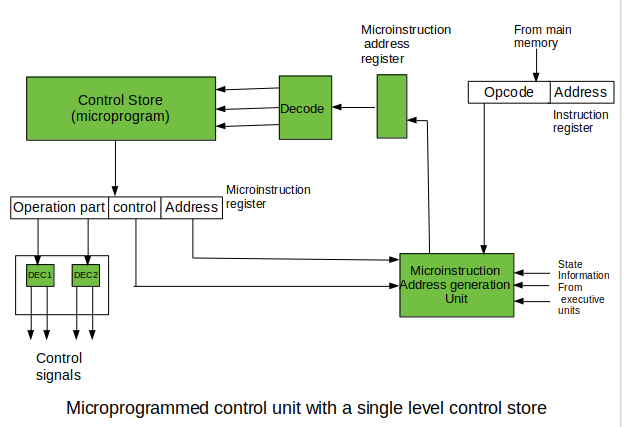 Microinstruction
address
register
From main
memory
Control Store
(microprogram)
Decode
Opcode
Address
Instruction
register
Microinstruction
register
Operation part
control
Address
DEC1
DEC2
Microinstruction
Address generation
Unit
State
Information
From
executive
units
Control
signals
Microprogrammed control unit with a single level control store